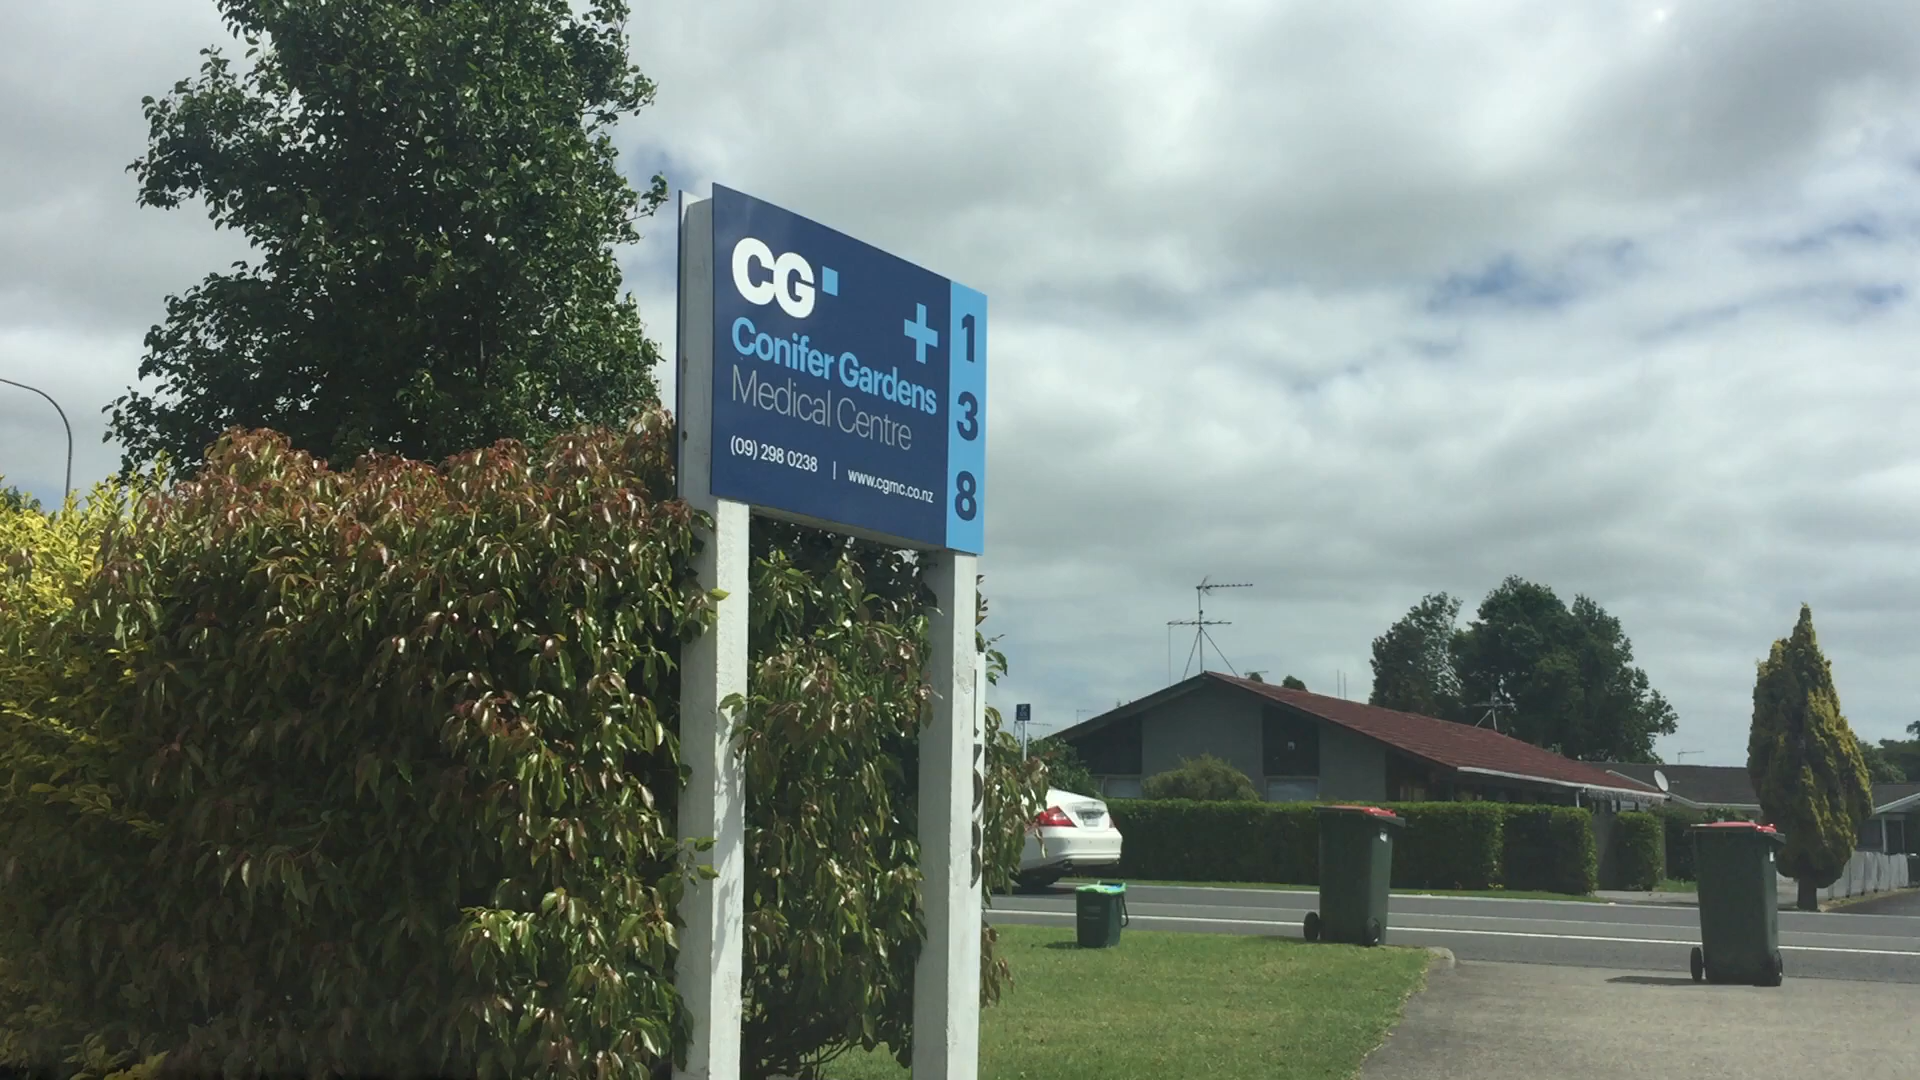 CG
+
Conifer Gardens
Medical Centre
(09) 298 0238 | www.cgmc.co.nz
1
3
8